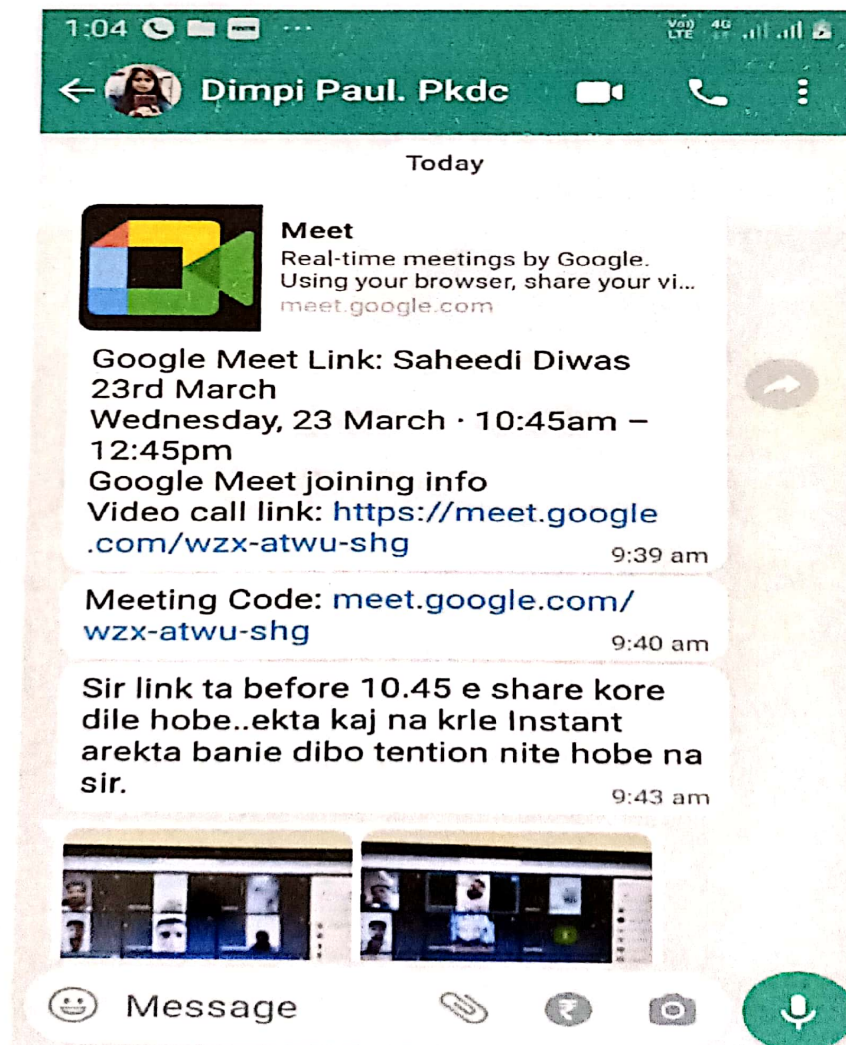 1:04
Vo) 4G
LTE
Dimpi Paul. Pkdc
Today
Meet
Real-time meetings by Google.
Using your browser, share your vi...
meet.google.com
Google Meet Link: Saheedi Diwas
23rd March
Wednesday, 23 March · 10:45am –
12:45pm
Google Meet joining info
Video call link: https://meet.google
.com/wzx-atwu-shg
9:39 am
Meeting Code: meet.google.com/
wzx-atwu-shg
9:40 am
Sir link ta before 10.45 e share kore
dile hobe..ekta kaj na krle Instant
arekta banie dibo tention nite hobe na
sir.
9:43 am
Message